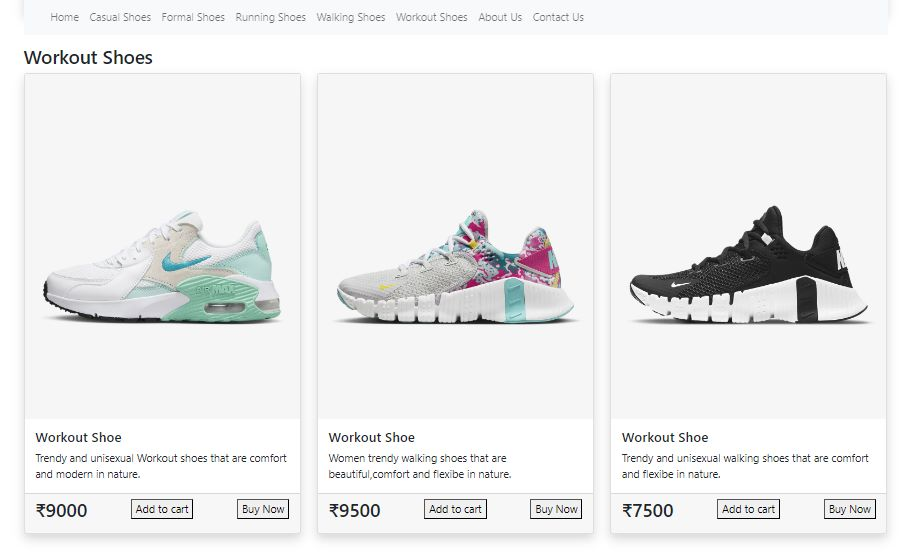 Home Casual Shoes Formal Shoes Running Shoes Walking Shoes Workout Shoes About Us Contact Us
Workout Shoes
Workout Shoe
Trendy and unisexual Workout shoes that are comfort
and modern in nature.
₹9000 Add to cart Buy Now
Workout Shoe
Women trendy walking shoes that are
beautiful,comfort and flexibe in nature.
₹9500 Add to cart Buy Now
Workout Shoe
Trendy and unisexual walking shoes that are comfort
and flexibe in nature.
₹7500 Add to cart Buy Now